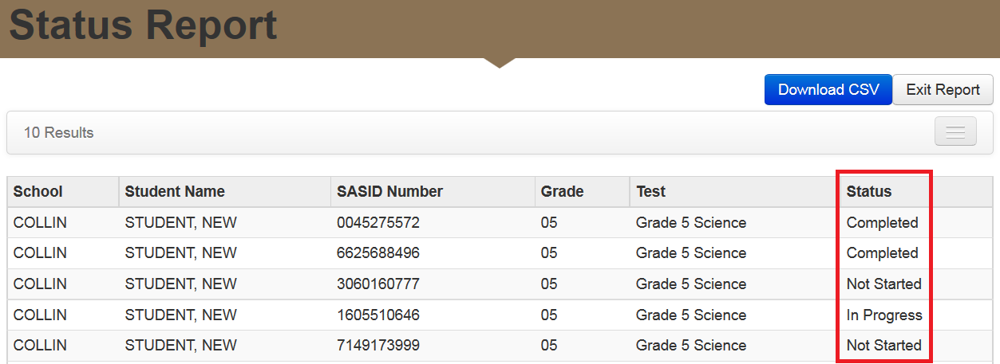 Status Report
Download CSV Exit Report
10 Results
School Student Name SASID Number Grade Test Status
COLLIN STUDENT, NEW 0045275572 05 Grade 5 Science Completed
COLLIN STUDENT, NEW 6625688496 05 Grade 5 Science Completed
COLLIN STUDENT, NEW 3060160777 05 Grade 5 Science Not Started
COLLIN STUDENT, NEW 1605510646 05 Grade 5 Science In Progress
COLLIN STUDENT, NEW 7149173999 05 Grade 5 Science Not Started